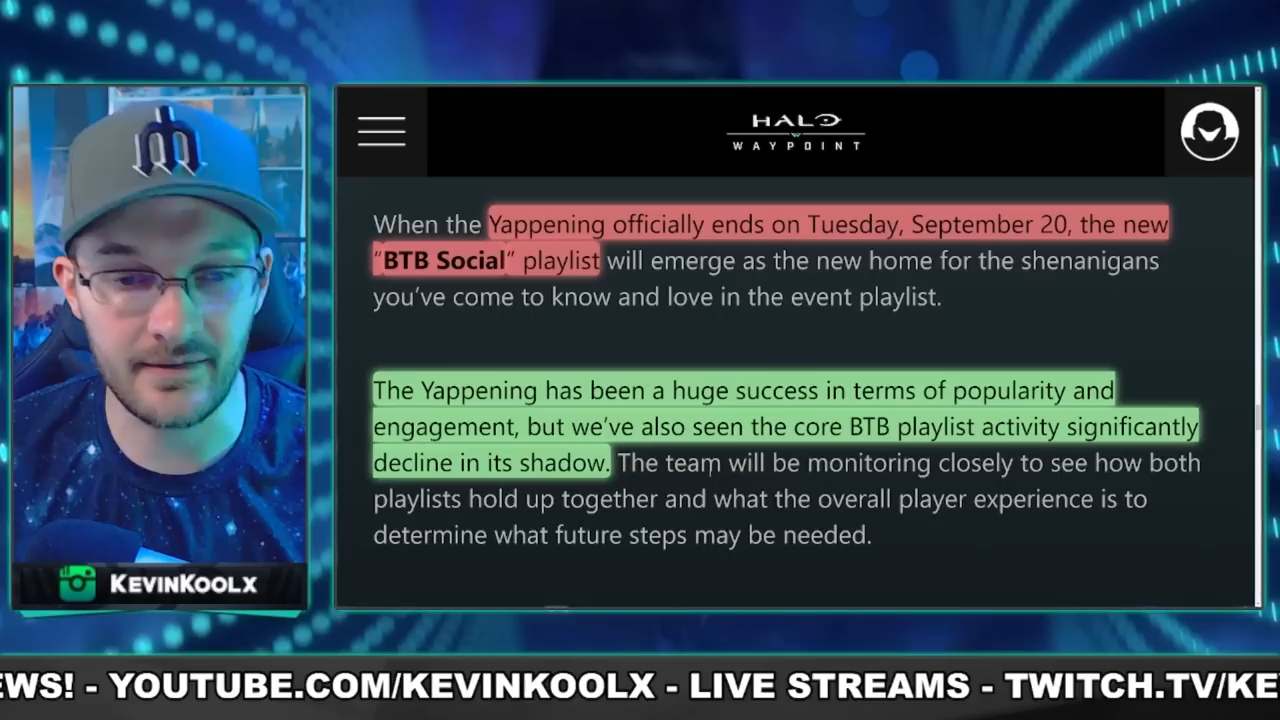 HALO
WAYPOINT
When the Yappening officially ends on Tuesday, September 20, the new
“BTB Social” playlist will emerge as the new home for the shenanigans
you’ve come to know and love in the event playlist.
The Yappening has been a huge success in terms of popularity and
engagement, but we’ve also seen the core BTB playlist activity significantly
decline in its shadow. The team will be monitoring closely to see how both
playlists hold up together and what the overall player experience is to
determine what future steps may be needed.
KEVINKOOLX
EWS! - YOUTUBE.COM/KEVINKOOLX - LIVE STREAMS - TWITCH.TV/KE